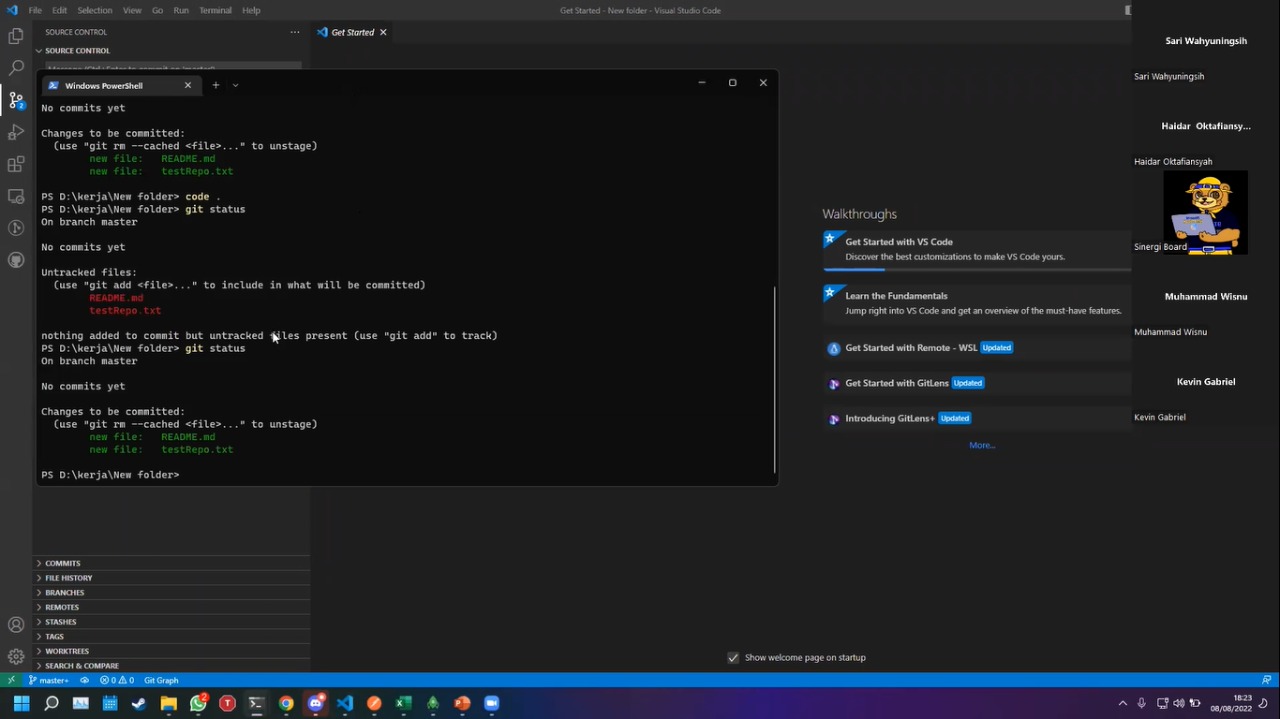 File Edit Selection View Go Run Terminal Help
Get Started - New folder - Visual Studio Code
SOURCE CONTROL
SOURCE CONTROL
Get Started
Windows PowerShell
No commits yet
Changes to be committed:
(use "git rm --cached <file>..." to unstage)
new file: README.md
new file: testRepo.txt
PS D:\kerja\New folder> code .
PS D:\kerja\New folder> git status
On branch master
No commits yet
Untracked files:
(use "git add <file>..." to include in what will be committed)
README.md
testRepo.txt
nothing added to commit but untracked files present (use "git add" to track)
PS D:\kerja\New folder> git status
On branch master
No commits yet
Changes to be committed:
(use "git rm --cached <file>..." to unstage)
new file: README.md
new file: testRepo.txt
PS D:\kerja\New folder>
COMMITS
FILE HISTORY
BRANCHES
REMOTES
STASHES
TAGS
WORKTREES
SEARCH & COMPARE
Walkthroughs
Get Started with VS Code
Discover the best customizations to make VS Code yours.
Learn the Fundamentals
Jump right into VS Code and get an overview of the must-have features.
Get Started with Remote - WSL Updated
Get Started with GitLens Updated
Introducing GitLens+ Updated
More...
Show welcome page on startup
Sari Wahyuningsih
Sari Wahyuningsih
Haidar Oktafiansy...
Haidar Oktafiansyah
Sinergi Board
Muhammad Wisnu
Muhammad Wisnu
Kevin Gabriel
Kevin Gabriel
2
master+ 0 0 Git Graph
2
18:23
08/08/2022